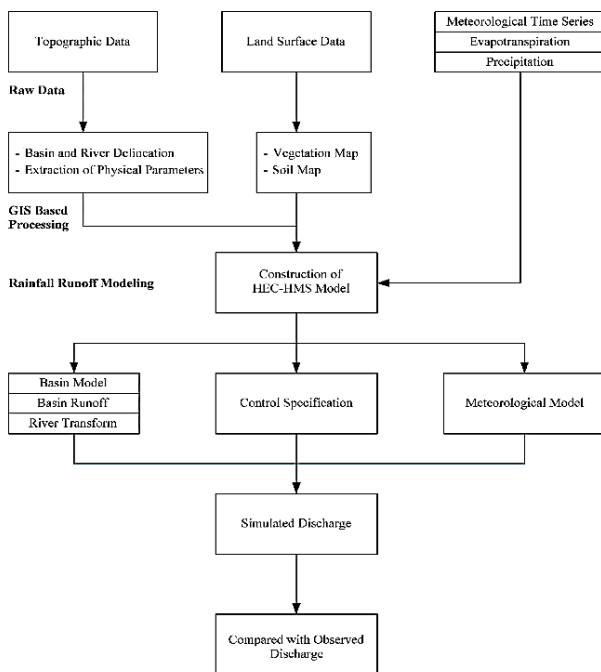 Topographic Data
Land Surface Data
Meteorological Time Series
Evapotranspiration
Precipitation
Raw Data
- Basin and River Delineation
- Extraction of Physical Parameters
- Vegetation Map
- Soil Map
GIS Based
Processing
Rainfall Runoff Modeling
Construction of
HEC-HMS Model
Basin Model
Basin Runoff
River Transform
Control Specification
Meteorological Model
Simulated Discharge
Compared with Observed
Discharge